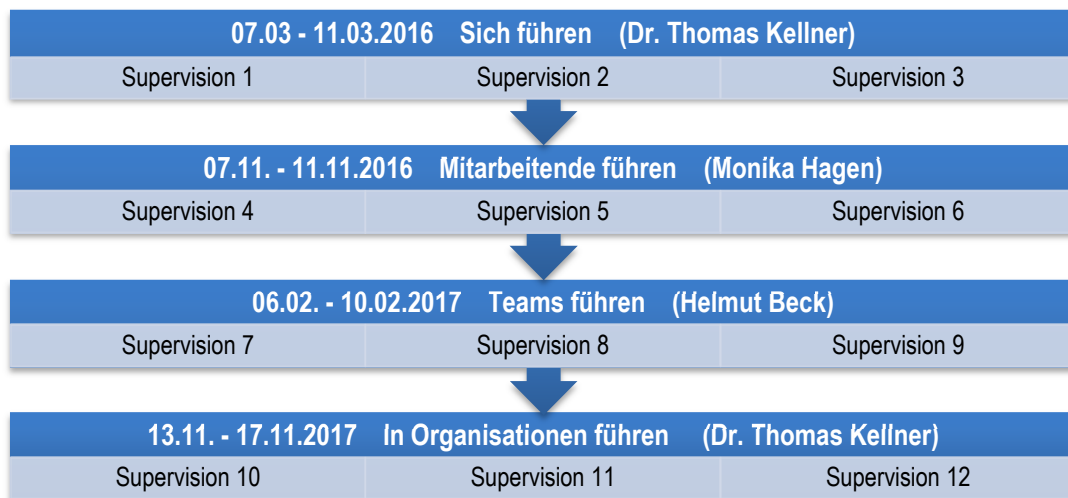 07.03 - 11.03.2016 Sich führen (Dr. Thomas Kellner)
Supervision 1 Supervision 2 Supervision 3
07.11. - 11.11.2016 Mitarbeitende führen (Monika Hagen)
Supervision 4 Supervision 5 Supervision 6
06.02. - 10.02.2017 Teams führen (Helmut Beck)
Supervision 7 Supervision 8 Supervision 9
13.11. - 17.11.2017 In Organisationen führen (Dr. Thomas Kellner)
Supervision 10 Supervision 11 Supervision 12